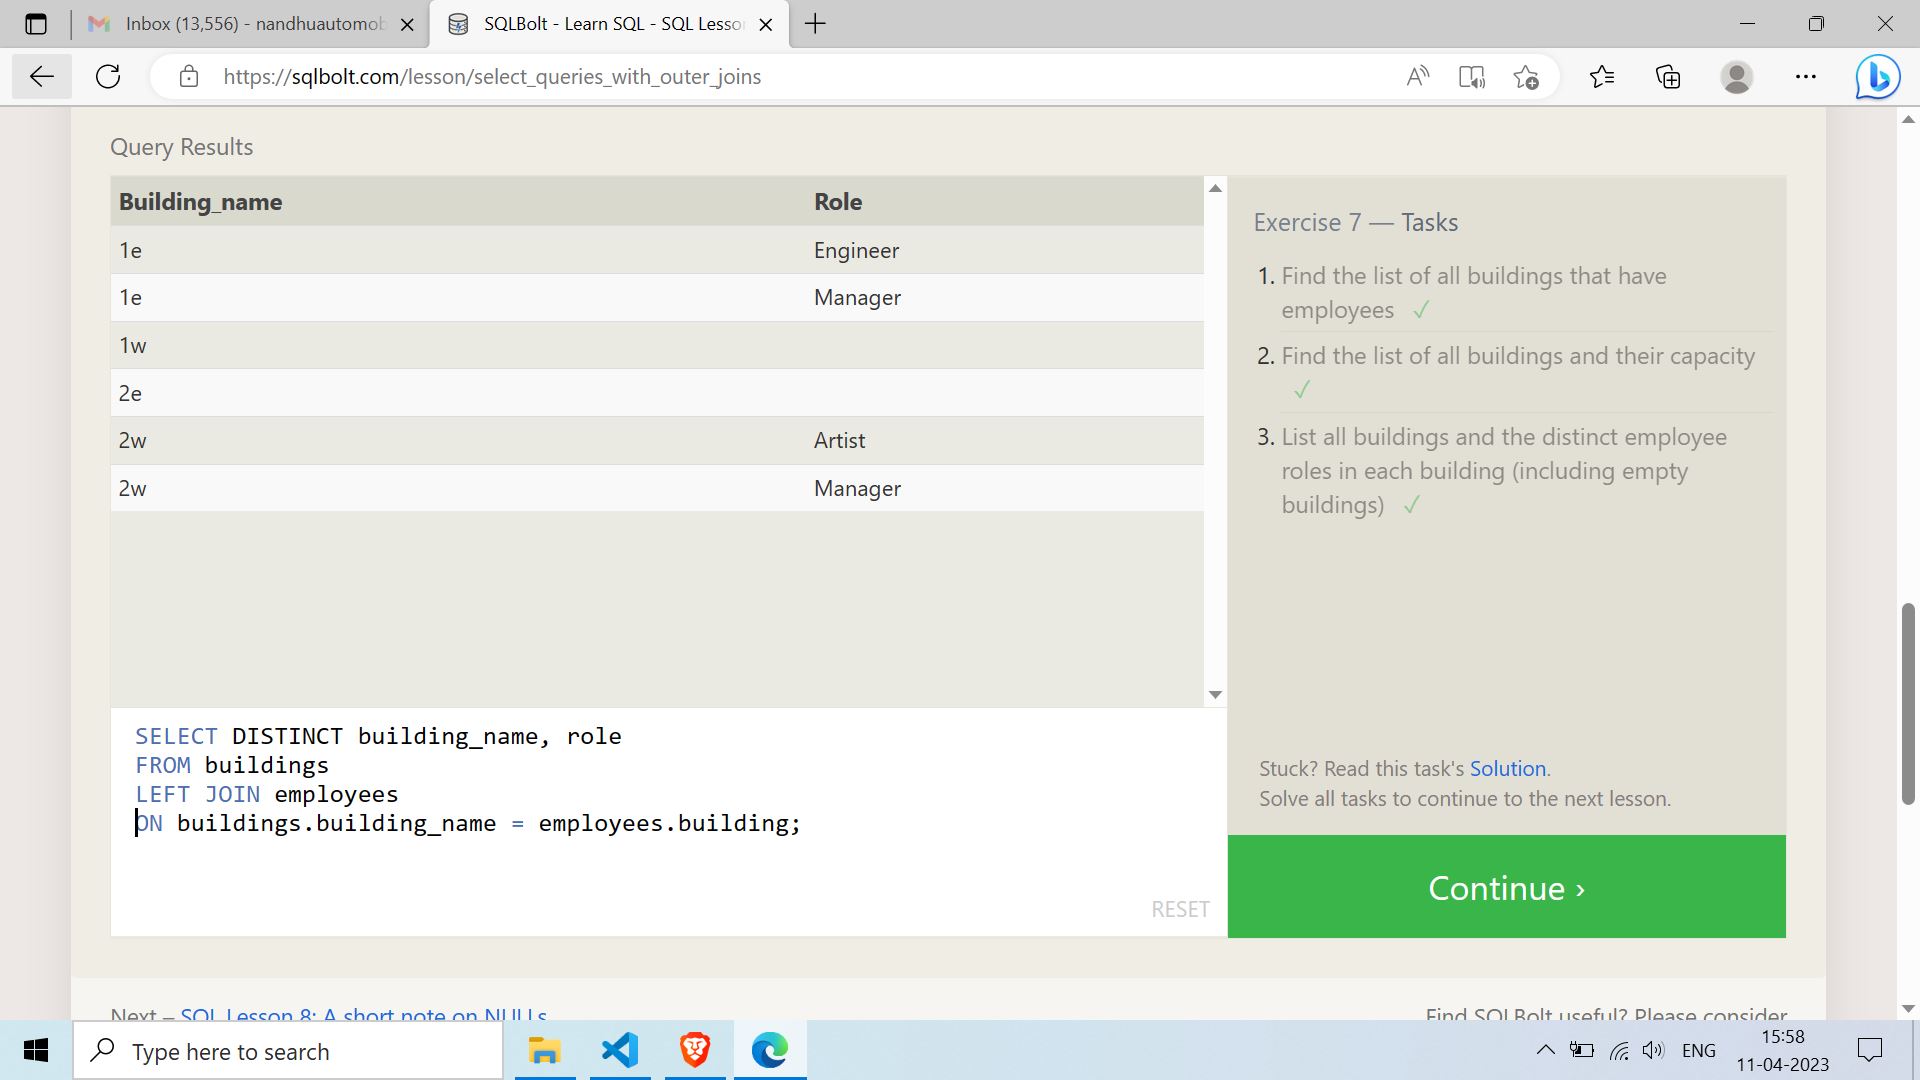 Inbox (13,556) - nandhuautomob
SQLBolt - Learn SQL - SQL Lesson
https://sqlbolt.com/lesson/select_queries_with_outer_joins
Query Results
Building_name Role
1e Engineer
1e Manager
1w
2e
2w Artist
2w Manager
Exercise 7 — Tasks
1. Find the list of all buildings that have
employees ✓
2. Find the list of all buildings and their capacity
✓
3. List all buildings and the distinct employee
roles in each building (including empty
buildings) ✓
SELECT DISTINCT building_name, role
FROM buildings
LEFT JOIN employees
ON buildings.building_name = employees.building;
RESET
Stuck? Read this task's Solution.
Solve all tasks to continue to the next lesson.
Continue ›
Next – SQL Lesson 8: A short note on NULLs
Find SQLBolt useful? Please consider
Type here to search
ENG
15:58
11-04-2023